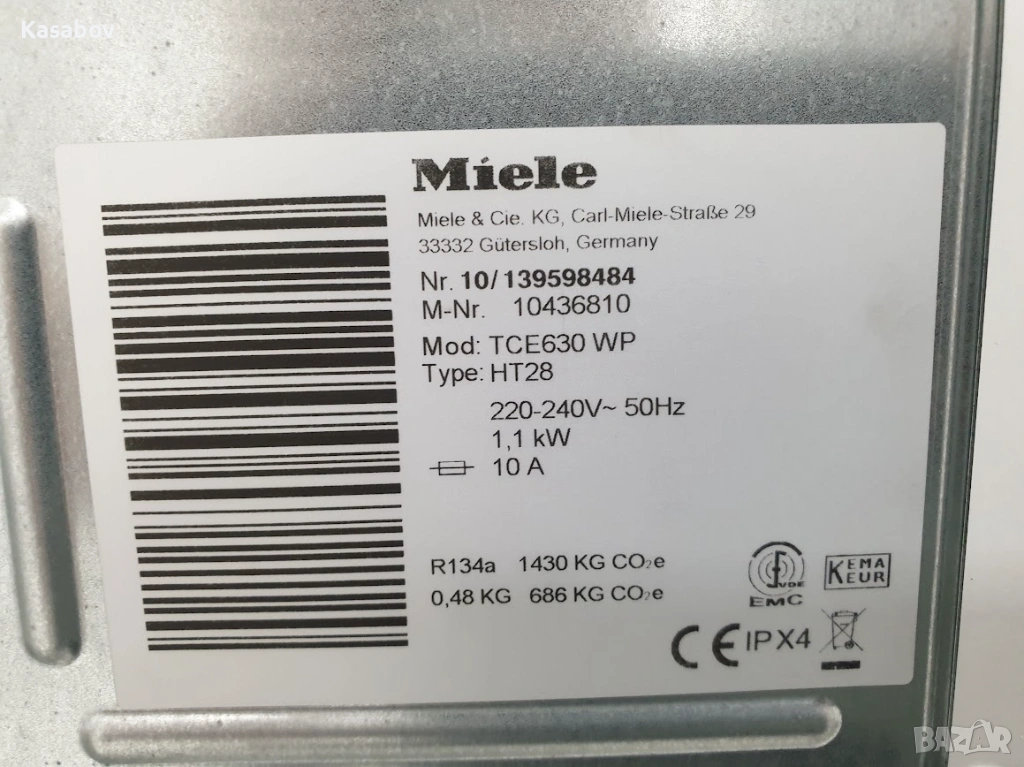 Kasabov
Miele
Miele & Cie. KG, Carl-Miele-Straße 29
33332 Gütersloh, Germany
Nr. 10/139598484
M-Nr. 10436810
Mod: TCE630 WP
Type: HT28
220-240V~ 50Hz
1,1 kW
10 A
R134a 1430 KG CO₂e
0,48 KG 686 KG CO₂e
VDE
EMC
KEMA
KEUR
CE IPX4
BAZAR